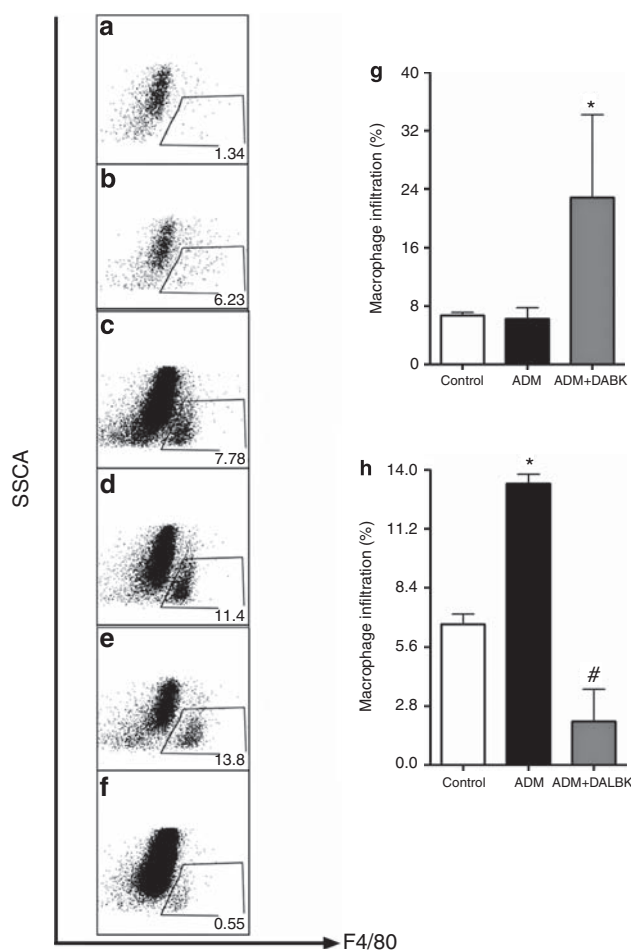 a
1.34
b
6.23
c
7.78
d
11.4
e
13.8
f
0.55
SSCA
F4/80
g
40
32
24
16
8
0
Macrophage infiltration (%)
*
Control ADM ADM+DABK
h
14.0
11.2
8.4
5.6
2.8
0.0
Macrophage infiltration (%)
*
#
Control ADM ADM+DALBK